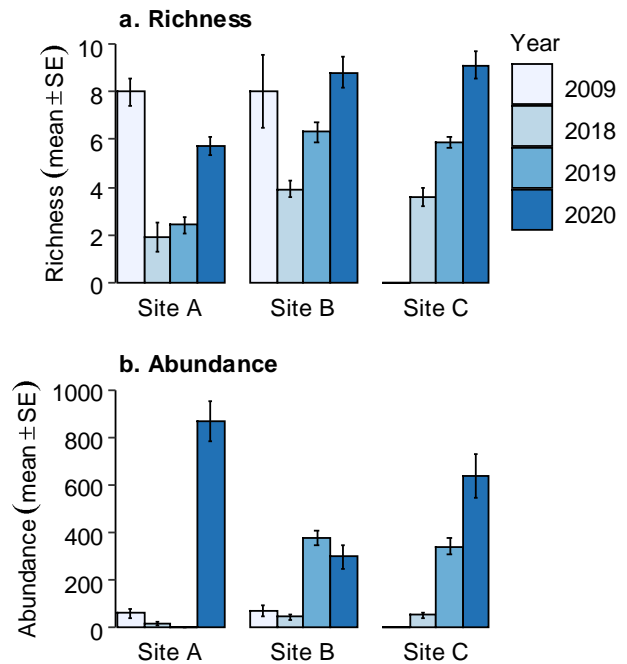 a. Richness
Richness (mean ± SE)
10
8
6
4
2
0
Site A Site B Site C
Year
2009
2018
2019
2020
b. Abundance
Abundance (mean ± SE)
1000
800
600
400
200
0
Site A Site B Site C